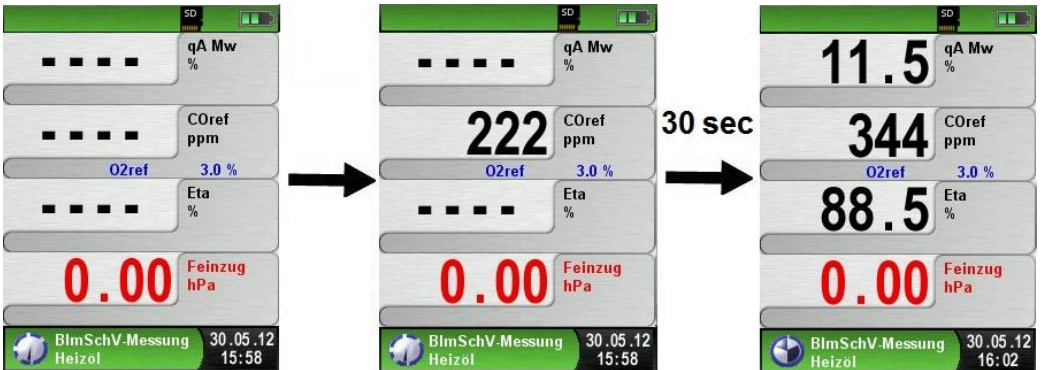 SD
- - - -
qA Mw
%
- - - -
COref
ppm
O2ref 3.0 %
- - - -
Eta
%
0.00
Feinzug
hPa
BImSchV-Messung
Heizöl
30.05.12
15:58
SD
- - - -
qA Mw
%
222
COref
ppm
O2ref 3.0 %
- - - -
Eta
%
0.00
Feinzug
hPa
BImSchV-Messung
Heizöl
30.05.12
15:58
30 sec
SD
11.5
qA Mw
%
344
COref
ppm
O2ref 3.0 %
88.5
Eta
%
0.00
Feinzug
hPa
BImSchV-Messung
Heizöl
30.05.12
16:02